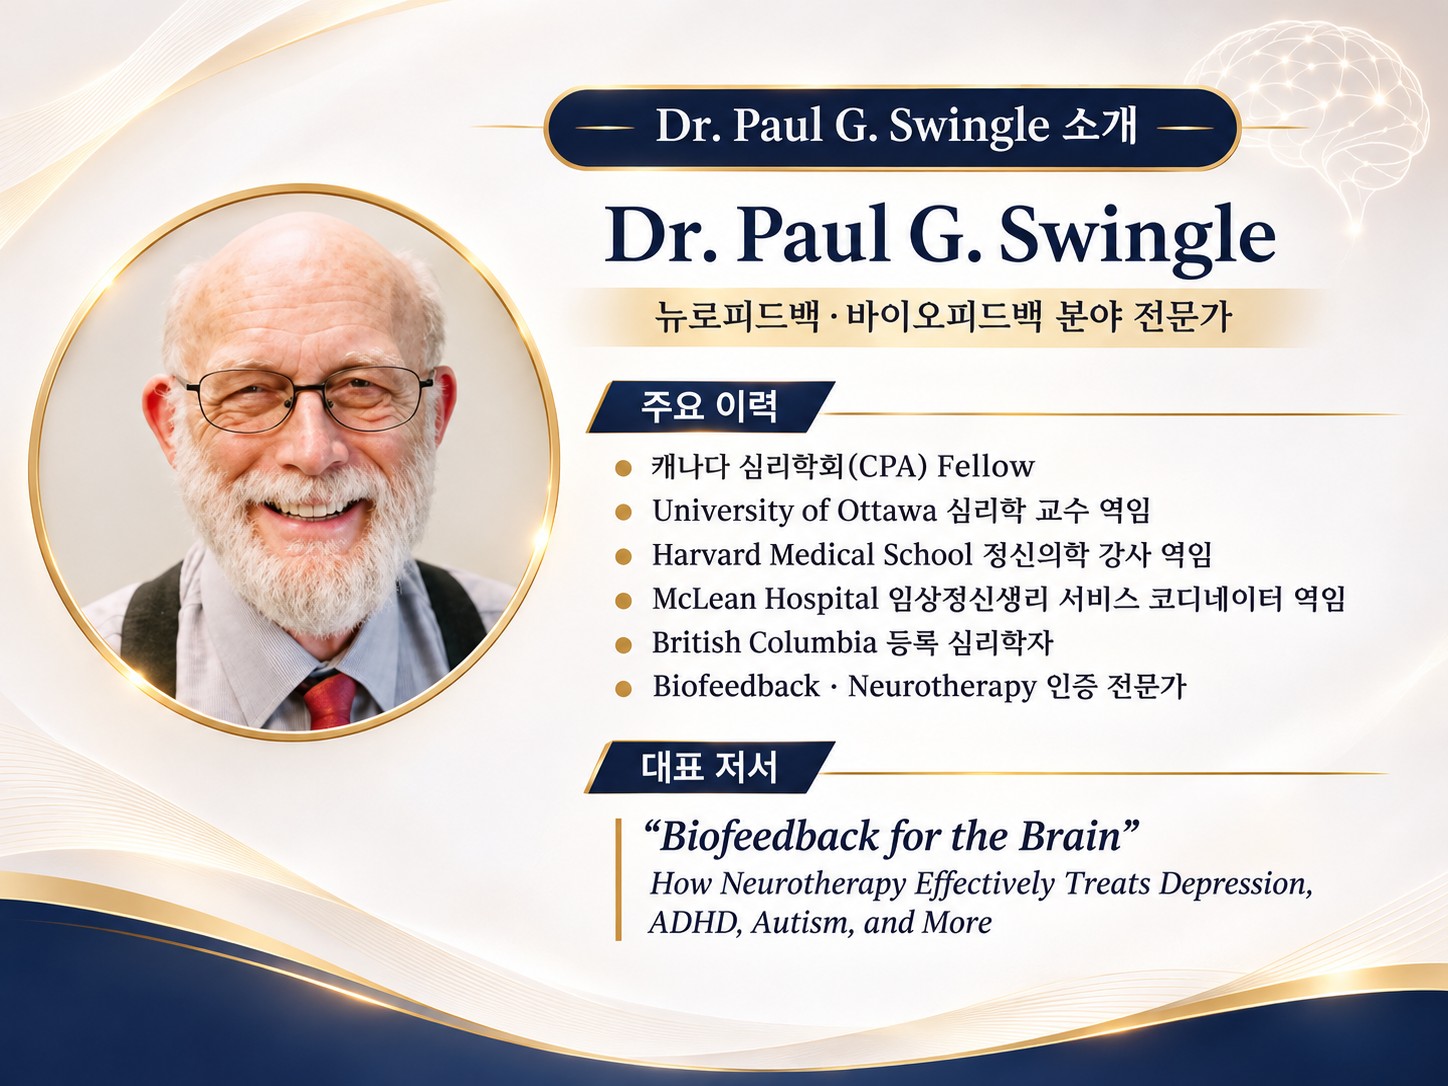 Dr. Paul G. Swingle 소개
Dr. Paul G. Swingle
뉴로피드백 · 바이오피드백 분야 전문가
주요 이력
캐나다 심리학회(CPA) Fellow
University of Ottawa 심리학 교수 역임
Harvard Medical School 정신의학 강사 역임
McLean Hospital 임상정신생리 서비스 코디네이터 역임
British Columbia 등록 심리학자
Biofeedback · Neurotherapy 인증 전문가
대표 저서
“Biofeedback for the Brain”
How Neurotherapy Effectively Treats Depression,
ADHD, Autism, and More